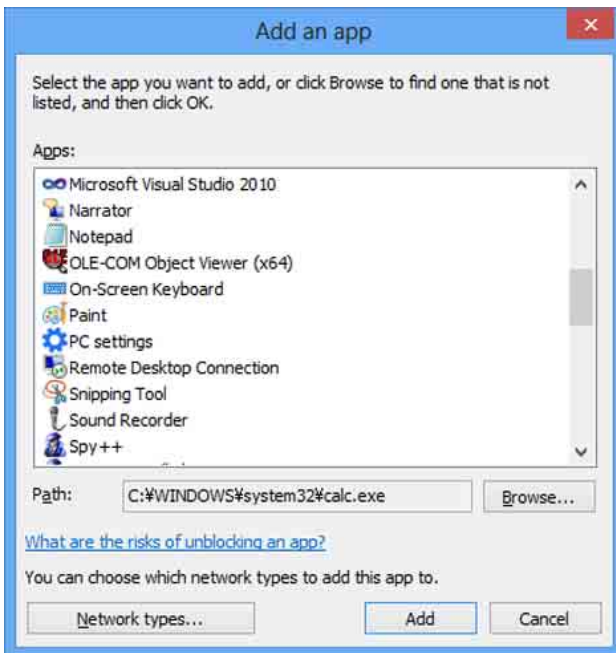 Add an app
Select the app you want to add, or click Browse to find one that is not
listed, and then click OK.
Apps:
Microsoft Visual Studio 2010
Narrator
Notepad
OLE-COM Object Viewer (x64)
On-Screen Keyboard
Paint
PC settings
Remote Desktop Connection
Snipping Tool
Sound Recorder
Spy++
Path: C:¥WINDOWS¥system32¥calc.exe Browse...
What are the risks of unblocking an app?
You can choose which network types to add this app to.
Network types... Add Cancel